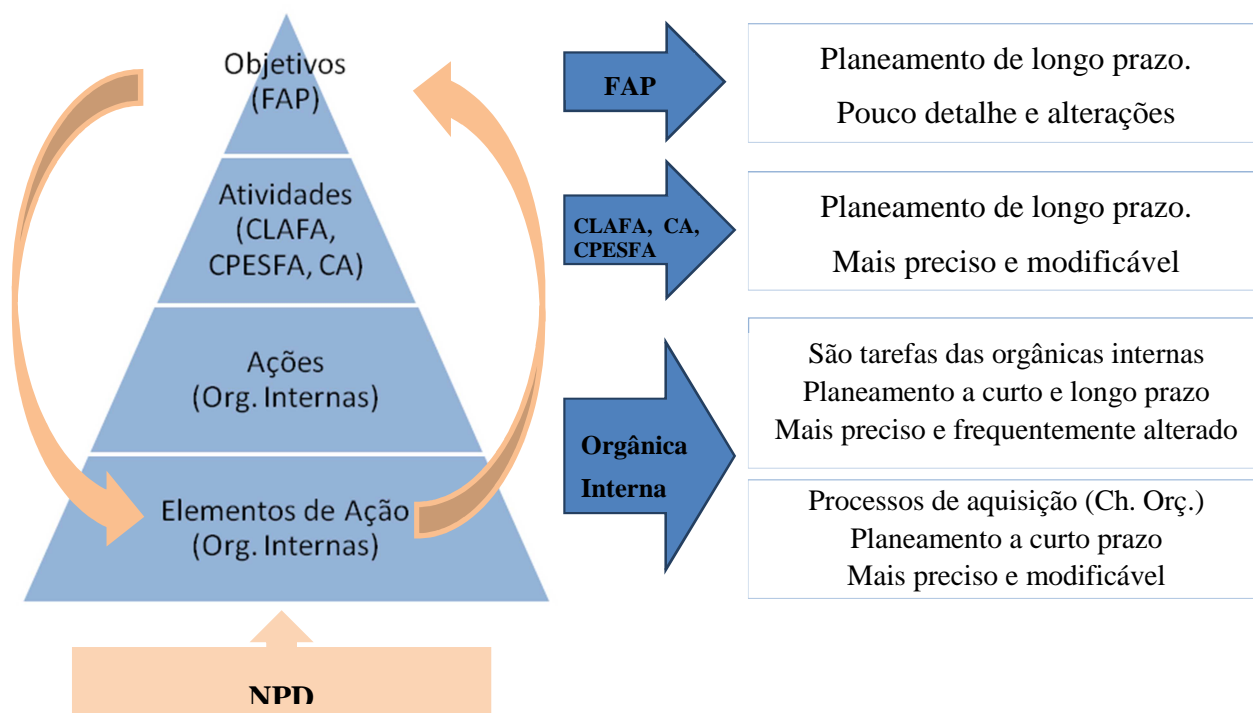 Objetivos
(FAP)
Atividades
(CLAFA,
CPESFA, CA)
Ações
(Org. Internas)
Elementos de Ação
(Org. Internas)
NPD
FAP
CLAFA, CA,
CPESFA
Orgânica
Interna
Planeamento de longo prazo.
Pouco detalhe e alterações
Planeamento de longo prazo.
Mais preciso e modificável
São tarefas das orgânicas internas
Planeamento a curto e longo prazo
Mais preciso e frequentemente alterado
Processos de aquisição (Ch. Orç.)
Planeamento a curto prazo
Mais preciso e modificável